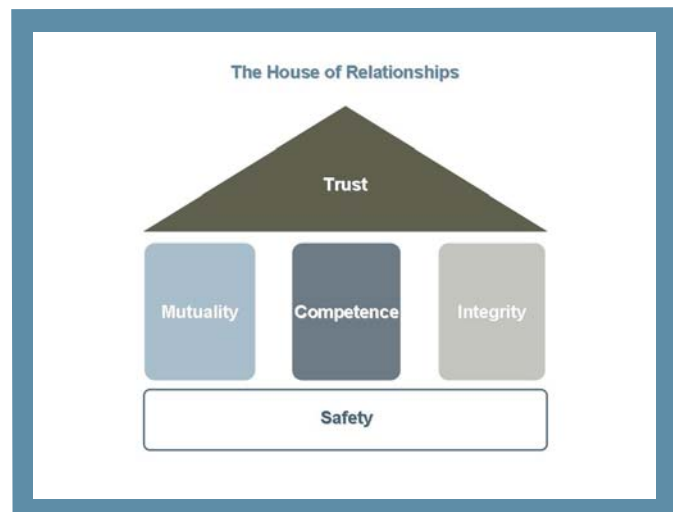 The House of Relationships
Trust
Mutuality
Competence
Integrity
Safety